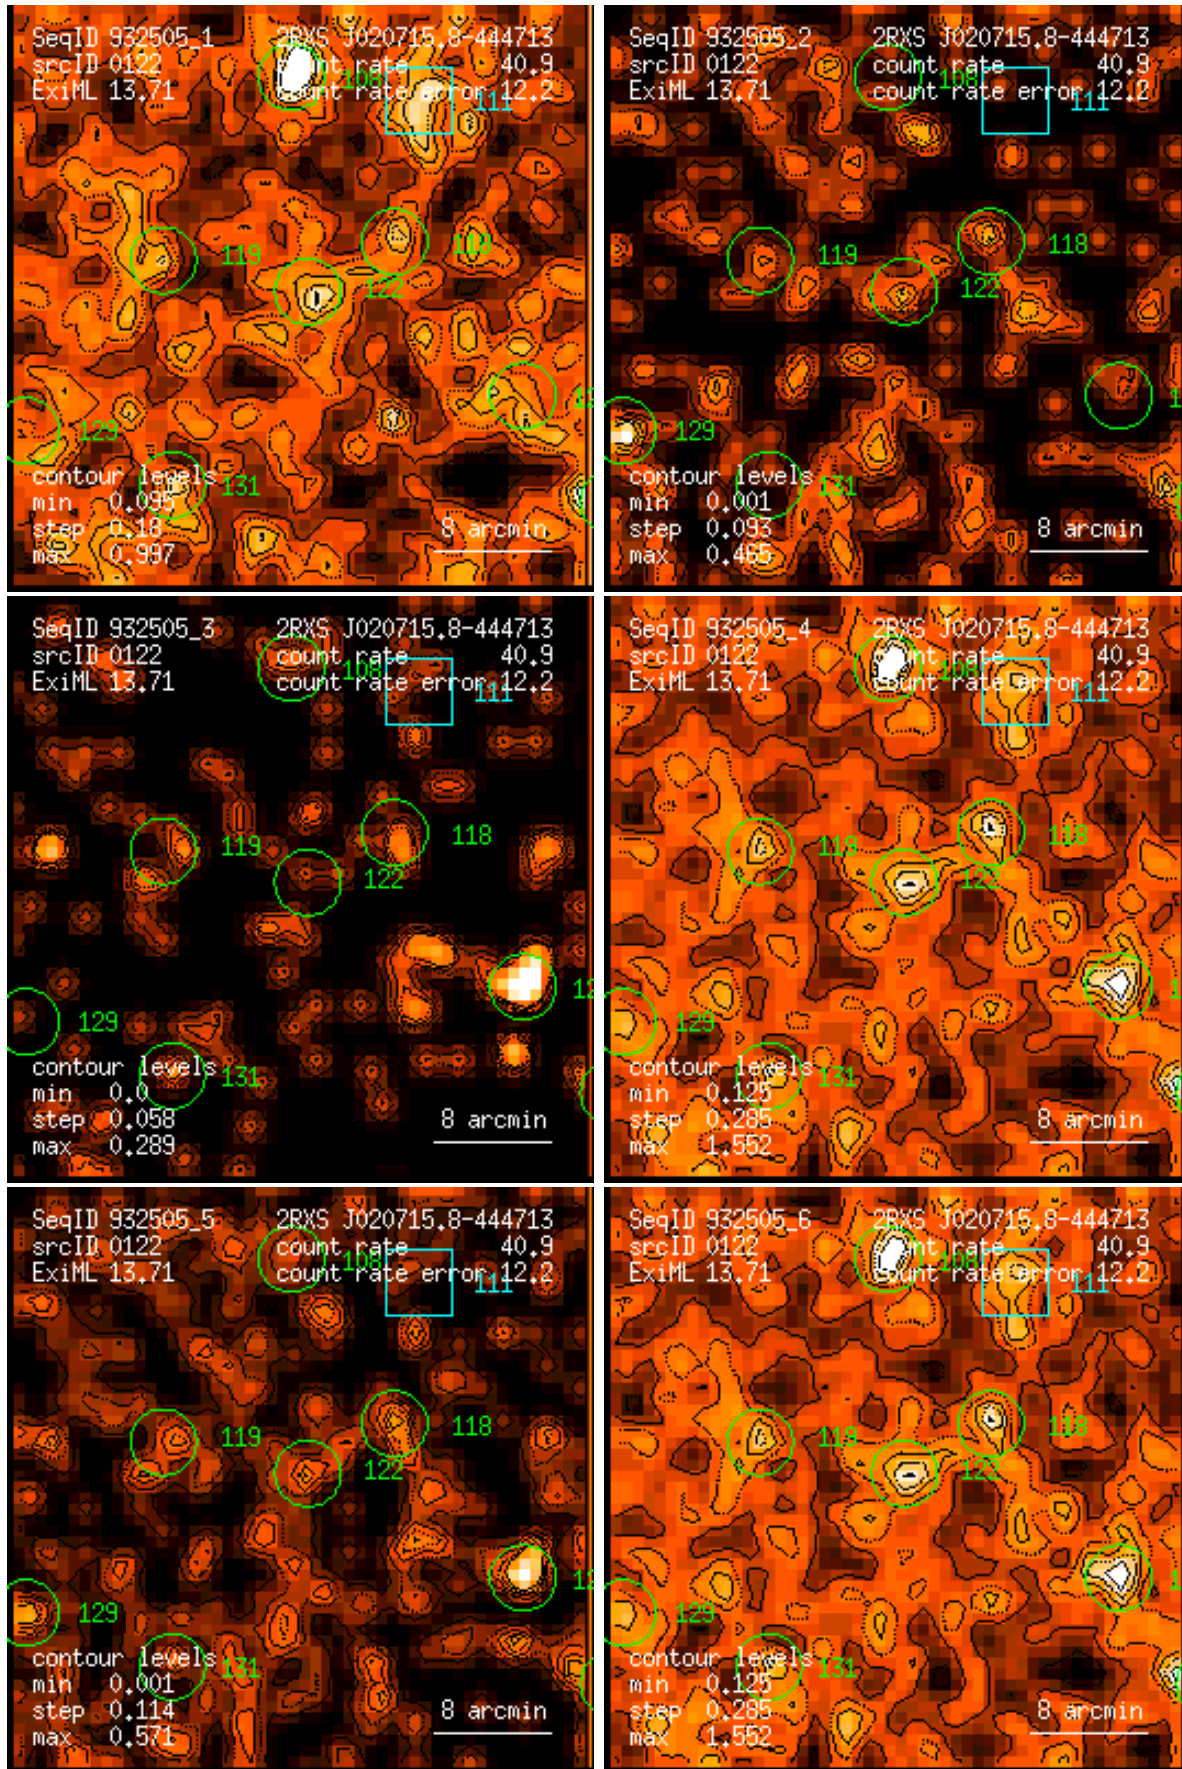 SeqID 932505_1 2RXS J020715.8-444713
srcID 0122 count rate 40.9
ExiML 13.71 count rate error 12.2
108
111
119
118
122
12
129
131
contour levels
min 0.095
step 0.18
max 0.997
8 arcmin
SeqID 932505_2 2RXS J020715.8-444713
srcID 0122 count rate 40.9
ExiML 13.71 count rate error 12.2
108
111
119
118
122
1
129
131
contour levels
min 0.001
step 0.093
max 0.465
8 arcmin
SeqID 932505_3 2RXS J020715.8-444713
srcID 0122 count rate 40.9
ExiML 13.71 count rate error 12.2
108
111
119
118
122
12
129
131
contour levels
min 0.0
step 0.058
max 0.289
8 arcmin
SeqID 932505_4 2RXS J020715.8-444713
srcID 0122 count rate 40.9
ExiML 13.71 count rate error 12.2
108
111
119
118
122
1
129
131
contour levels
min 0.125
step 0.285
max 1.552
8 arcmin
SeqID 932505_5 2RXS J020715.8-444713
srcID 0122 count rate 40.9
ExiML 13.71 count rate error 12.2
108
111
119
118
122
12
129
131
contour levels
min 0.001
step 0.114
max 0.571
8 arcmin
SeqID 932505_6 2RXS J020715.8-444713
srcID 0122 count rate 40.9
ExiML 13.71 count rate error 12.2
108
111
119
118
122
1
129
131
contour levels
min 0.125
step 0.285
max 1.552
8 arcmin